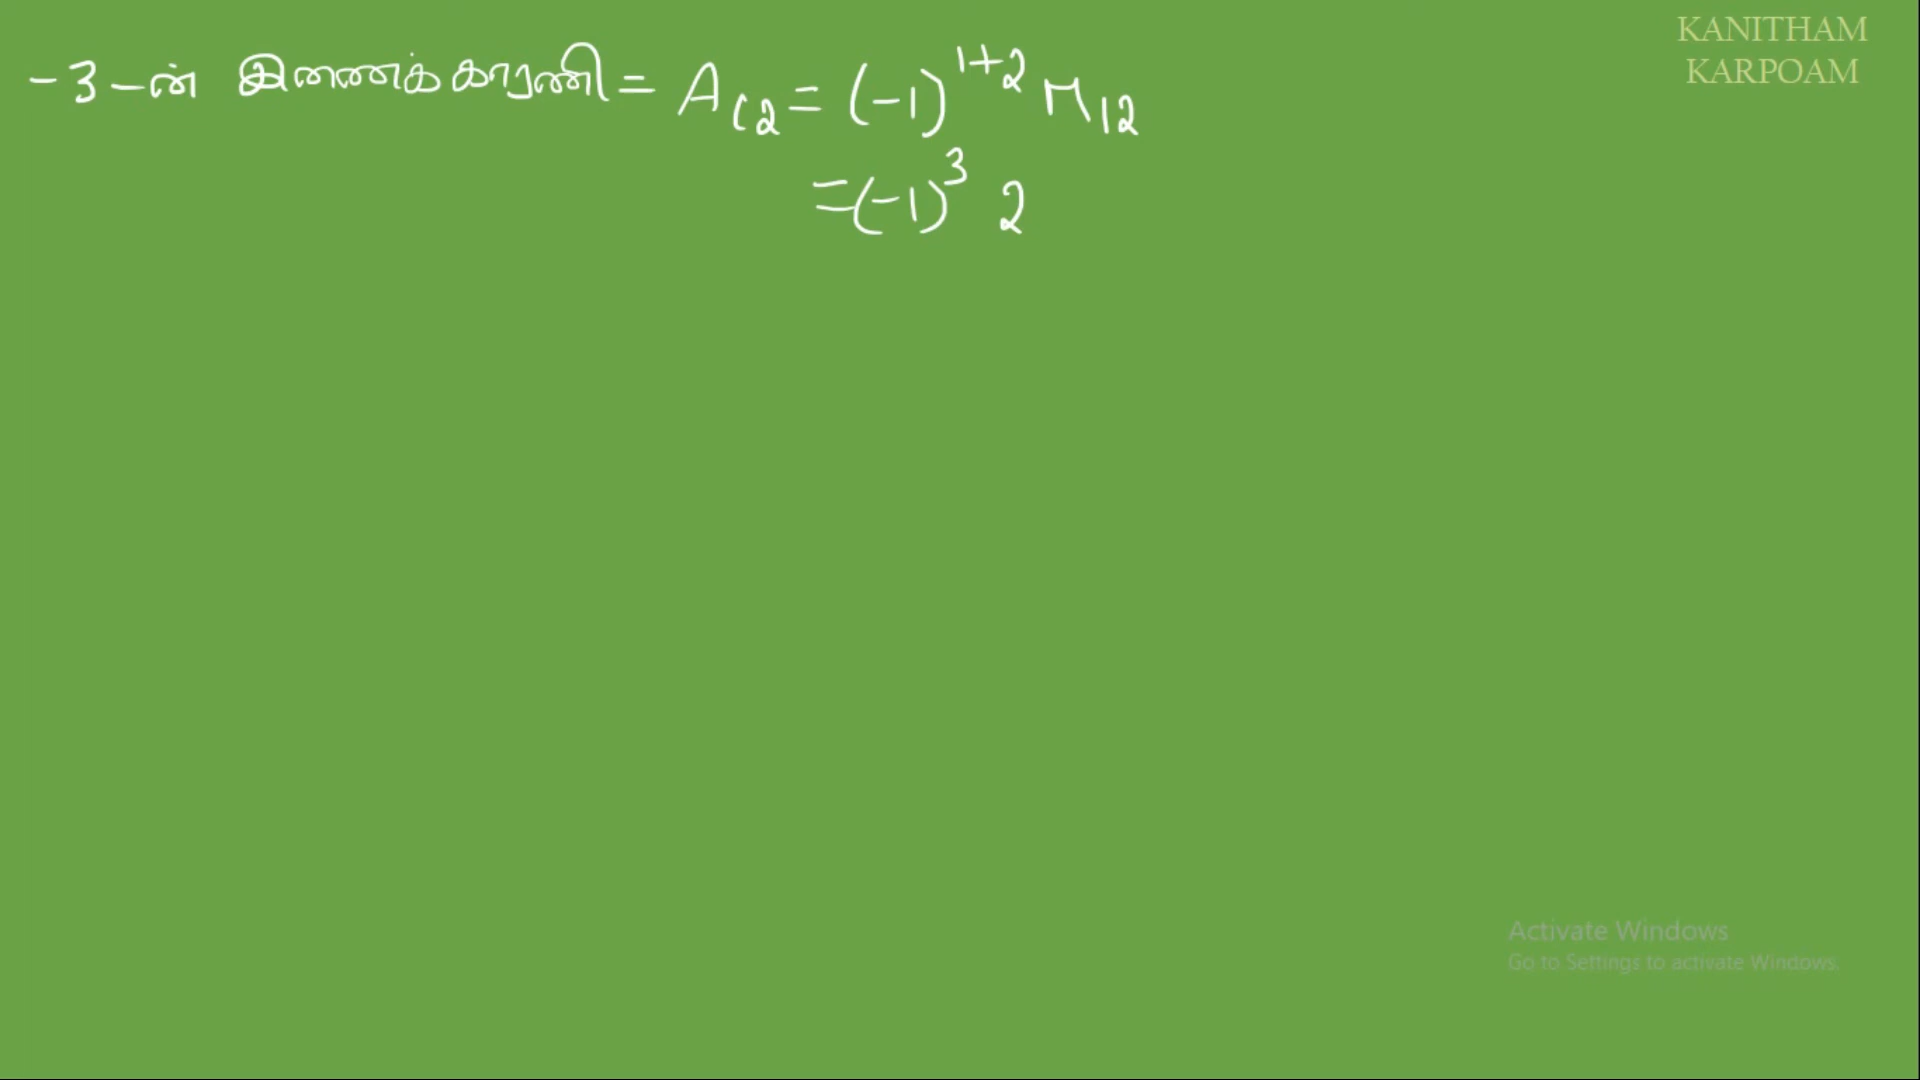 KANITHAM
KARPOAM
-3-ன் இணைக்காரணி = A12 = (-1)^1+2 M12
= (-1)^3 2
Activate Windows
Go to Settings to activate Windows.